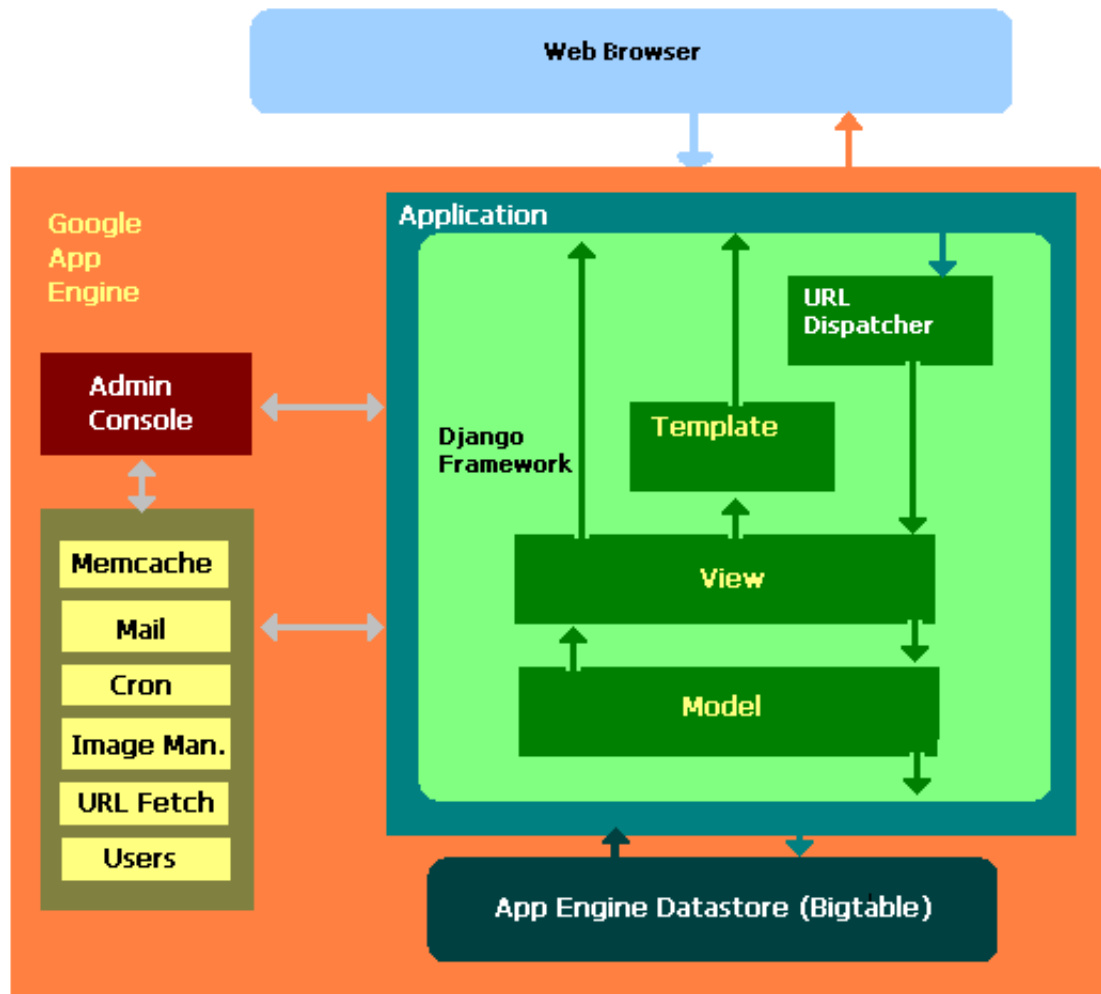 Web Browser
Google
App
Engine
Application
URL
Dispatcher
Admin
Console
Template
Django
Framework
Memcache
View
Mail
Cron
Model
Image Man.
URL Fetch
Users
App Engine Datastore (Bigtable)